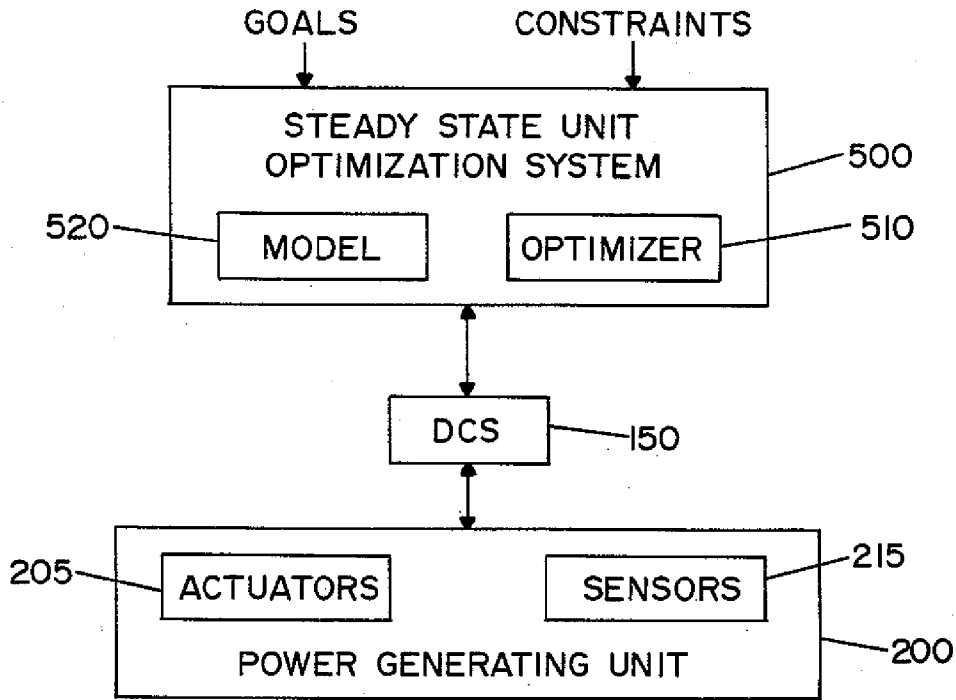 GOALS
CONSTRAINTS
STEADY STATE UNIT
OPTIMIZATION SYSTEM
500
520
MODEL
OPTIMIZER
510
DCS
150
205
ACTUATORS
SENSORS
215
POWER GENERATING UNIT
200